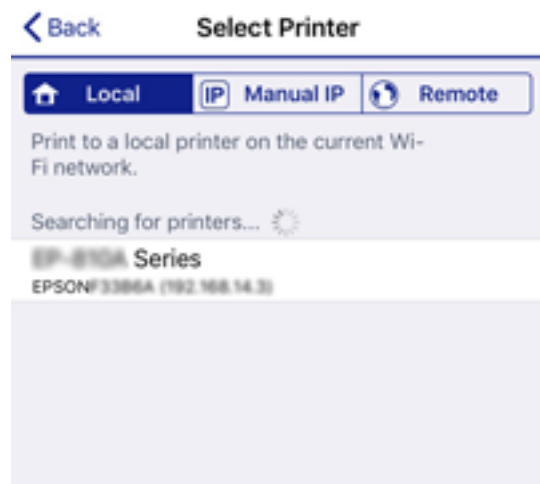 Back Select Printer
Local IP Manual IP Remote
Print to a local printer on the current Wi-
Fi network.
Searching for printers...
Series
EPSON